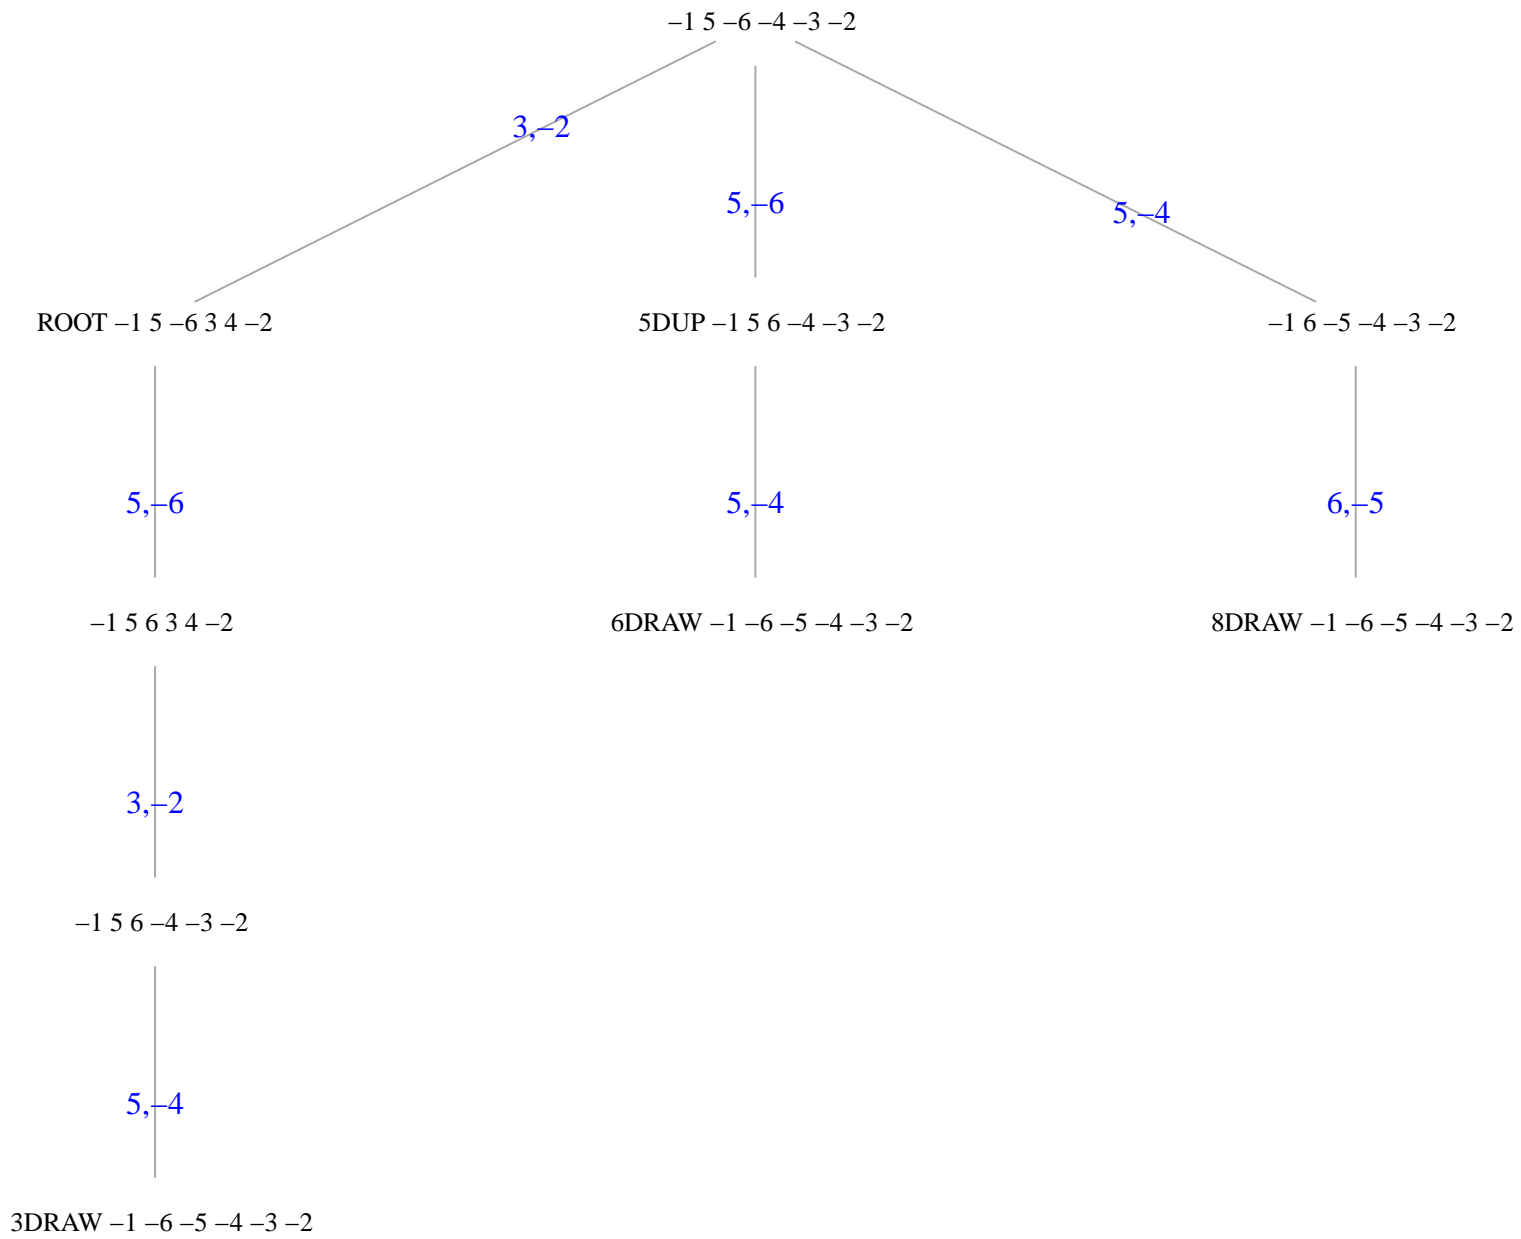 –1 5 –6 –4 –3 –2
3,–2
5,–6
5,–4
ROOT –1 5 –6 3 4 –2
5DUP –1 5 6 –4 –3 –2
–1 6 –5 –4 –3 –2
5,–6
5,–4
6,–5
–1 5 6 3 4 –2
6DRAW –1 –6 –5 –4 –3 –2
8DRAW –1 –6 –5 –4 –3 –2
3,–2
–1 5 6 –4 –3 –2
5,–4
3DRAW –1 –6 –5 –4 –3 –2